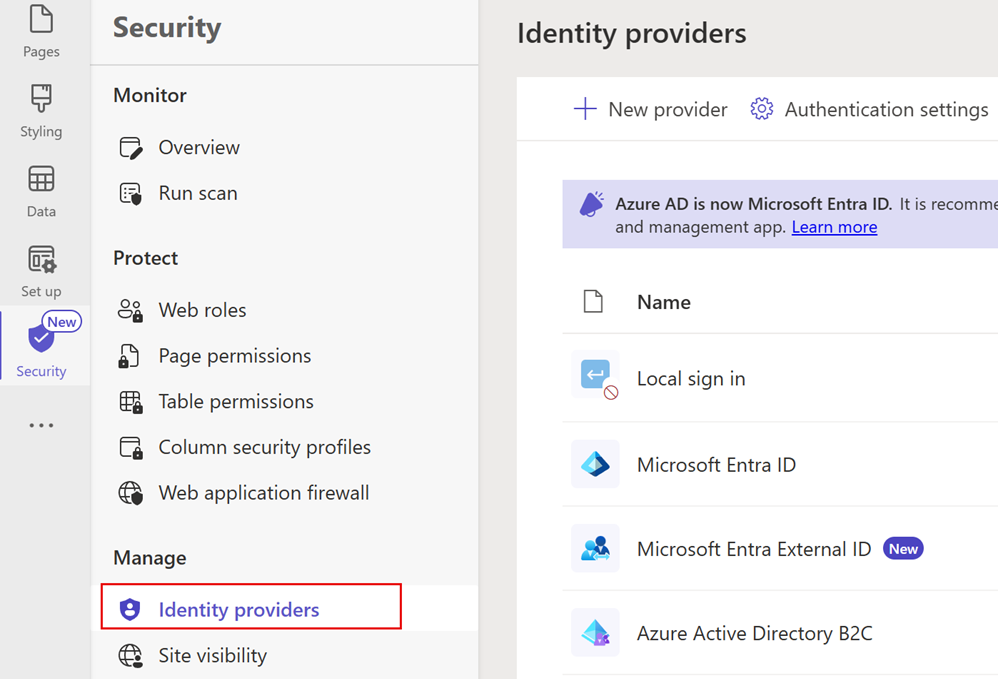 Pages
Styling
Data
Set up
New
Security
Security
Monitor
Overview
Run scan
Protect
Web roles
Page permissions
Table permissions
Column security profiles
Web application firewall
Manage
Identity providers
Site visibility
Identity providers
New provider
Authentication settings
Azure AD is now Microsoft Entra ID. It is
and management app. Learn more
Name
Local sign in
Microsoft Entra ID
Microsoft Entra External ID New
Azure Active Directory B2C